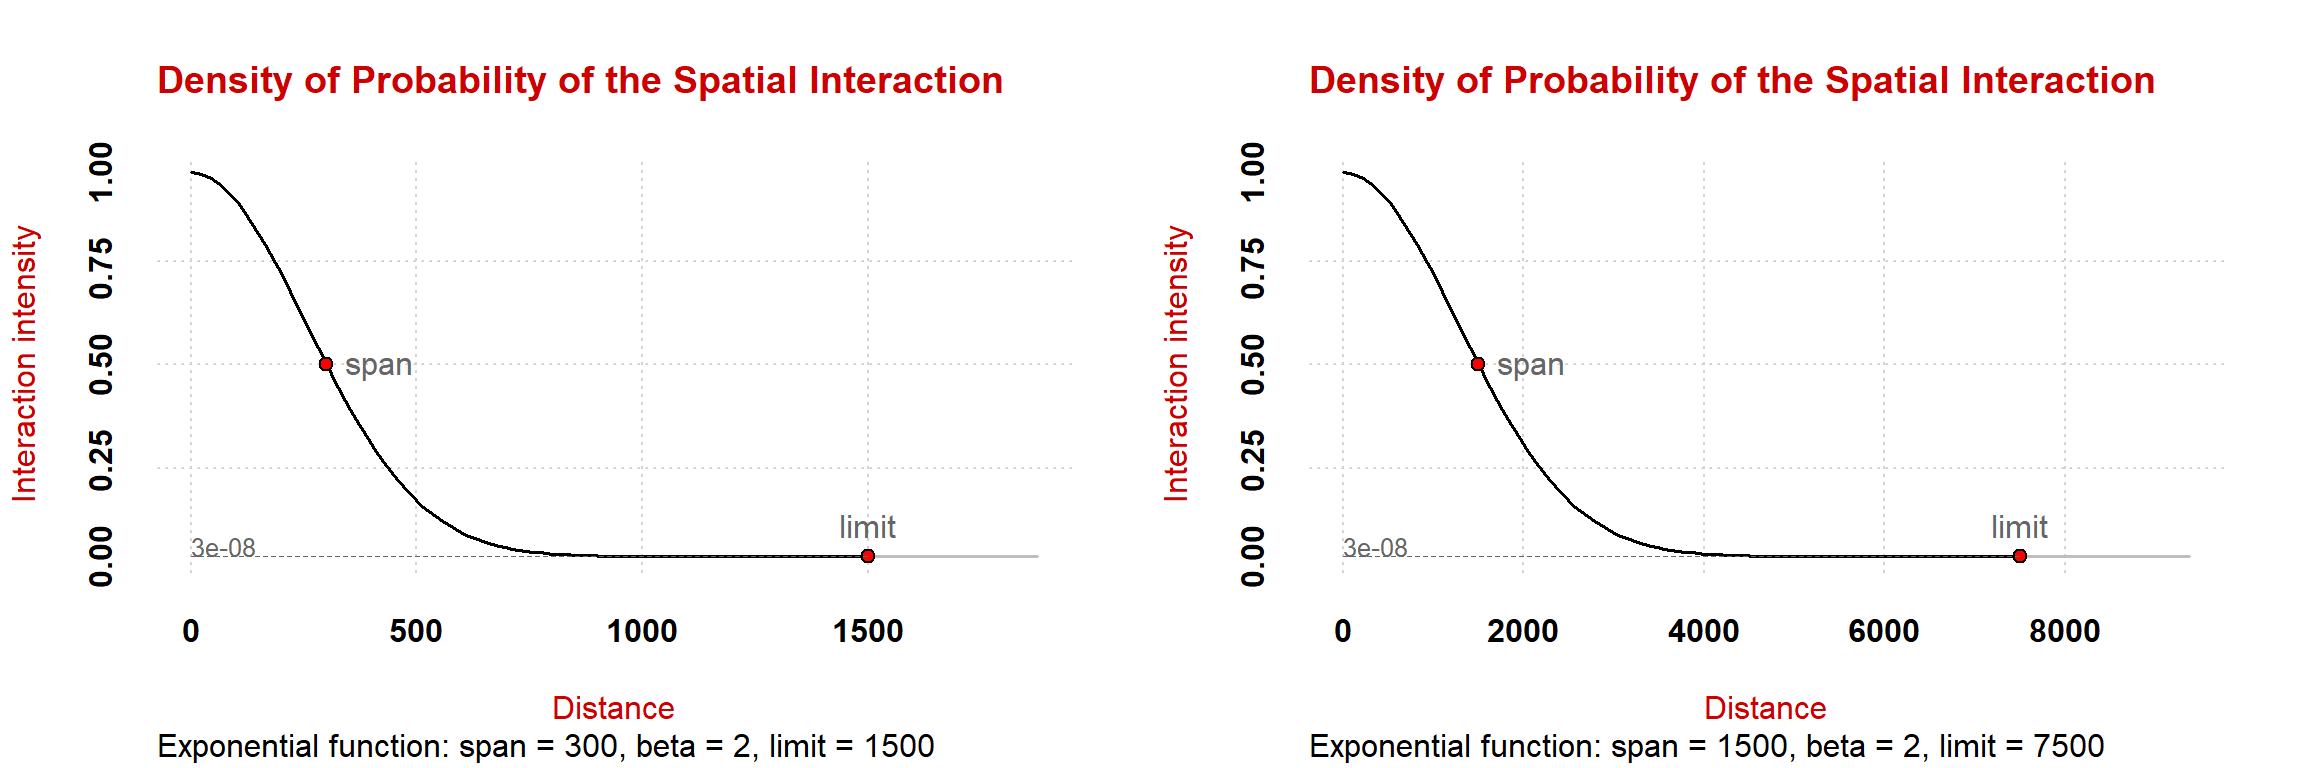 Density of Probability of the Spatial Interaction
Interaction intensity
1.00
0.75
0.50
0.25
0.00
span
limit
3e-08
0 500 1000 1500
Distance
Exponential function: span = 300, beta = 2, limit = 1500
Density of Probability of the Spatial Interaction
Interaction intensity
1.00
0.75
0.50
0.25
0.00
span
limit
3e-08
0 2000 4000 6000 8000
Distance
Exponential function: span = 1500, beta = 2, limit = 7500